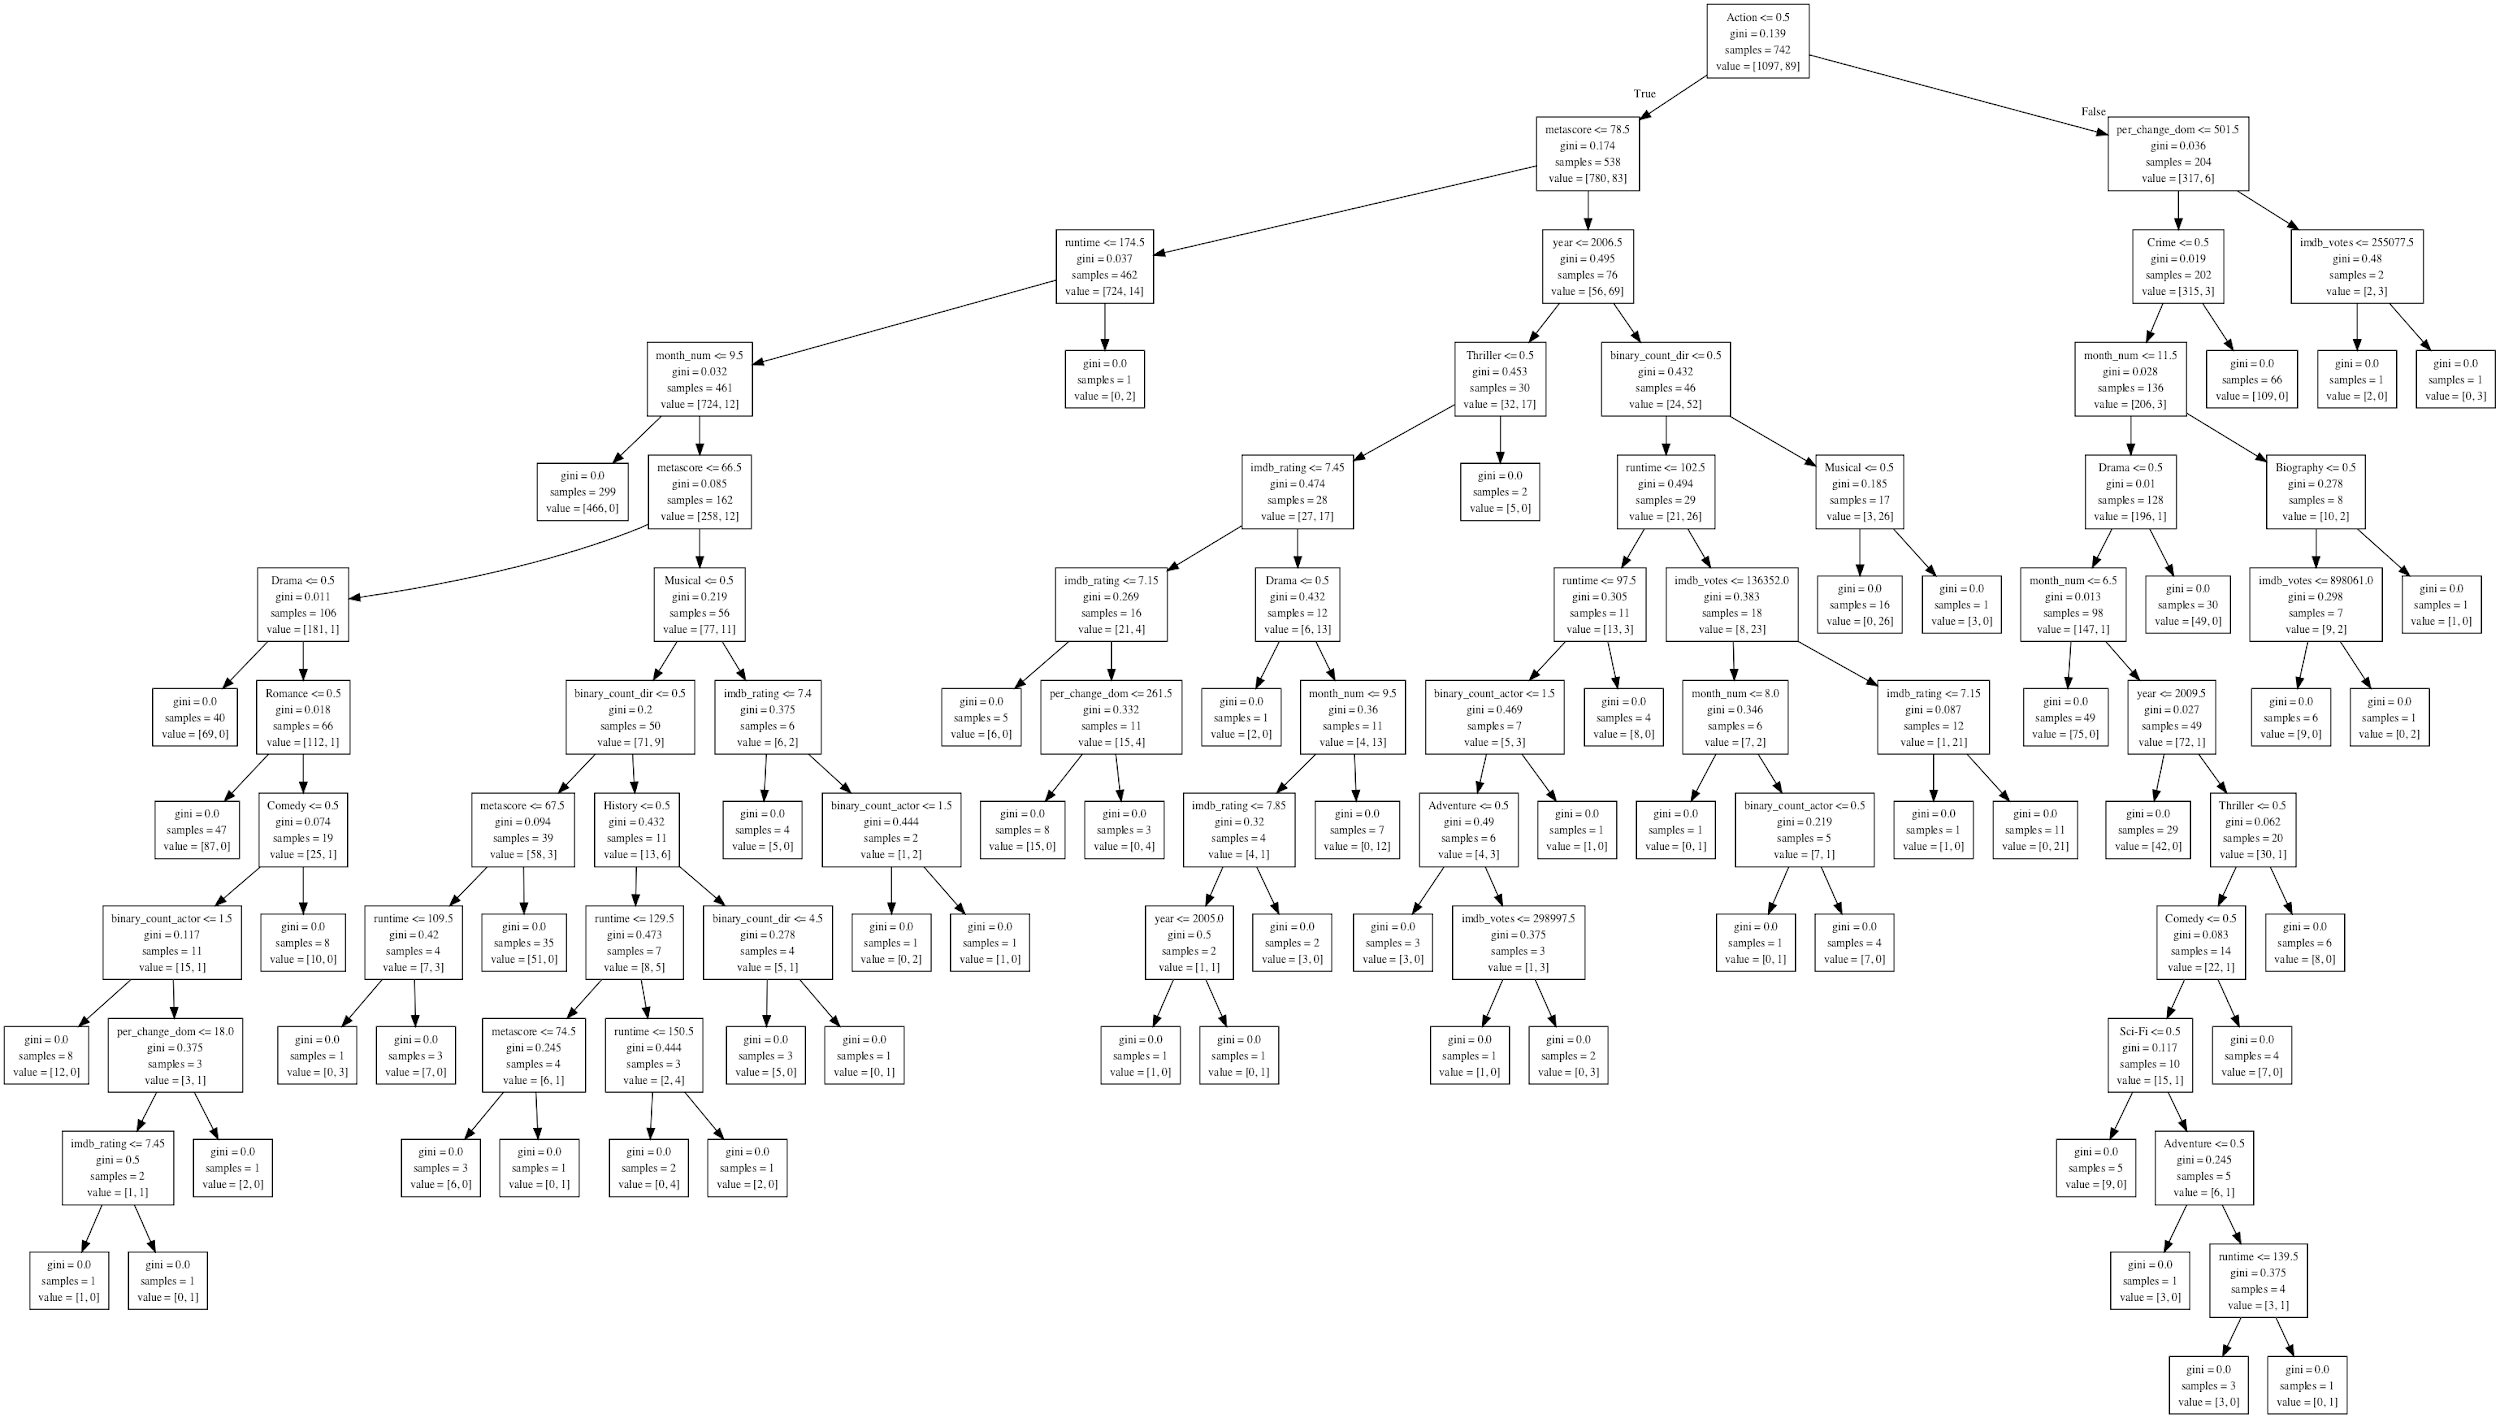 Action <= 0.5
gini = 0.139
samples = 742
value = [1097, 89]
True
False
metascore <= 78.5
gini = 0.174
samples = 538
value = [780, 83]
per_change_dom <= 501.5
gini = 0.036
samples = 204
value = [317, 6]
runtime <= 174.5
gini = 0.037
samples = 462
value = [724, 14]
year <= 2006.5
gini = 0.495
samples = 76
value = [56, 69]
Crime <= 0.5
gini = 0.019
samples = 202
value = [315, 3]
imdb_votes <= 255077.5
gini = 0.48
samples = 2
value = [2, 3]
month_num <= 9.5
gini = 0.032
samples = 461
value = [724, 12]
gini = 0.0
samples = 1
value = [0, 2]
Thriller <= 0.5
gini = 0.453
samples = 30
value = [32, 17]
binary_count_dir <= 0.5
gini = 0.432
samples = 46
value = [24, 52]
month_num <= 11.5
gini = 0.028
samples = 136
value = [206, 3]
gini = 0.0
samples = 66
value = [109, 0]
gini = 0.0
samples = 1
value = [2, 0]
gini = 0.0
samples = 1
value = [0, 3]
gini = 0.0
samples = 299
value = [466, 0]
metascore <= 66.5
gini = 0.085
samples = 162
value = [258, 12]
imdb_rating <= 7.45
gini = 0.474
samples = 28
value = [27, 17]
gini = 0.0
samples = 2
value = [5, 0]
runtime <= 102.5
gini = 0.494
samples = 29
value = [21, 26]
Musical <= 0.5
gini = 0.185
samples = 17
value = [3, 26]
Drama <= 0.5
gini = 0.01
samples = 128
value = [196, 1]
Biography <= 0.5
gini = 0.278
samples = 8
value = [10, 2]
Drama <= 0.5
gini = 0.011
samples = 106
value = [181, 1]
Musical <= 0.5
gini = 0.219
samples = 56
value = [77, 11]
imdb_rating <= 7.15
gini = 0.269
samples = 16
value = [21, 4]
Drama <= 0.5
gini = 0.432
samples = 12
value = [6, 13]
runtime <= 97.5
gini = 0.305
samples = 11
value = [13, 3]
imdb_votes <= 136352.0
gini = 0.383
samples = 18
value = [8, 23]
gini = 0.0
samples = 16
value = [0, 26]
gini = 0.0
samples = 1
value = [3, 0]
month_num <= 6.5
gini = 0.013
samples = 98
value = [147, 1]
gini = 0.0
samples = 30
value = [49, 0]
imdb_votes <= 898061.0
gini = 0.298
samples = 7
value = [9, 2]
gini = 0.0
samples = 1
value = [1, 0]
gini = 0.0
samples = 40
value = [69, 0]
Romance <= 0.5
gini = 0.018
samples = 66
value = [112, 1]
binary_count_dir <= 0.5
gini = 0.2
samples = 50
value = [71, 9]
imdb_rating <= 7.4
gini = 0.375
samples = 6
value = [6, 2]
gini = 0.0
samples = 5
value = [6, 0]
per_change_dom <= 261.5
gini = 0.332
samples = 11
value = [15, 4]
gini = 0.0
samples = 1
value = [2, 0]
month_num <= 9.5
gini = 0.36
samples = 11
value = [4, 13]
binary_count_actor <= 1.5
gini = 0.469
samples = 7
value = [5, 3]
gini = 0.0
samples = 4
value = [8, 0]
month_num <= 8.0
gini = 0.346
samples = 6
value = [7, 2]
imdb_rating <= 7.15
gini = 0.087
samples = 12
value = [1, 21]
gini = 0.0
samples = 49
value = [75, 0]
year <= 2009.5
gini = 0.027
samples = 49
value = [72, 1]
gini = 0.0
samples = 6
value = [9, 0]
gini = 0.0
samples = 1
value = [0, 2]
gini = 0.0
samples = 47
value = [87, 0]
Comedy <= 0.5
gini = 0.074
samples = 19
value = [25, 1]
metascore <= 67.5
gini = 0.094
samples = 39
value = [58, 3]
History <= 0.5
gini = 0.432
samples = 11
value = [13, 6]
gini = 0.0
samples = 4
value = [5, 0]
binary_count_actor <= 1.5
gini = 0.444
samples = 2
value = [1, 2]
gini = 0.0
samples = 8
value = [15, 0]
gini = 0.0
samples = 3
value = [0, 4]
imdb_rating <= 7.85
gini = 0.32
samples = 4
value = [4, 1]
gini = 0.0
samples = 7
value = [0, 12]
Adventure <= 0.5
gini = 0.49
samples = 6
value = [4, 3]
gini = 0.0
samples = 1
value = [1, 0]
gini = 0.0
samples = 1
value = [0, 1]
binary_count_actor <= 0.5
gini = 0.219
samples = 5
value = [7, 1]
gini = 0.0
samples = 1
value = [1, 0]
gini = 0.0
samples = 11
value = [0, 21]
gini = 0.0
samples = 29
value = [42, 0]
Thriller <= 0.5
gini = 0.062
samples = 20
value = [30, 1]
binary_count_actor <= 1.5
gini = 0.117
samples = 11
value = [15, 1]
gini = 0.0
samples = 8
value = [10, 0]
runtime <= 109.5
gini = 0.42
samples = 4
value = [7, 3]
gini = 0.0
samples = 35
value = [51, 0]
runtime <= 129.5
gini = 0.473
samples = 7
value = [8, 5]
binary_count_dir <= 4.5
gini = 0.278
samples = 4
value = [5, 1]
gini = 0.0
samples = 1
value = [0, 2]
gini = 0.0
samples = 1
value = [1, 0]
year <= 2005.0
gini = 0.5
samples = 2
value = [1, 1]
gini = 0.0
samples = 2
value = [3, 0]
gini = 0.0
samples = 3
value = [3, 0]
imdb_votes <= 298997.5
gini = 0.375
samples = 3
value = [1, 3]
gini = 0.0
samples = 1
value = [0, 1]
gini = 0.0
samples = 4
value = [7, 0]
Comedy <= 0.5
gini = 0.083
samples = 14
value = [22, 1]
gini = 0.0
samples = 6
value = [8, 0]
gini = 0.0
samples = 8
value = [12, 0]
per_change_dom <= 18.0
gini = 0.375
samples = 3
value = [3, 1]
gini = 0.0
samples = 1
value = [0, 3]
gini = 0.0
samples = 3
value = [7, 0]
metascore <= 74.5
gini = 0.245
samples = 4
value = [6, 1]
runtime <= 150.5
gini = 0.444
samples = 3
value = [2, 4]
gini = 0.0
samples = 3
value = [5, 0]
gini = 0.0
samples = 1
value = [0, 1]
gini = 0.0
samples = 1
value = [1, 0]
gini = 0.0
samples = 1
value = [0, 1]
gini = 0.0
samples = 1
value = [1, 0]
gini = 0.0
samples = 2
value = [0, 3]
Sci-Fi <= 0.5
gini = 0.117
samples = 10
value = [15, 1]
gini = 0.0
samples = 4
value = [7, 0]
imdb_rating <= 7.45
gini = 0.5
samples = 2
value = [1, 1]
gini = 0.0
samples = 1
value = [2, 0]
gini = 0.0
samples = 3
value = [6, 0]
gini = 0.0
samples = 1
value = [0, 1]
gini = 0.0
samples = 2
value = [0, 4]
gini = 0.0
samples = 1
value = [2, 0]
gini = 0.0
samples = 5
value = [9, 0]
Adventure <= 0.5
gini = 0.245
samples = 5
value = [6, 1]
gini = 0.0
samples = 1
value = [1, 0]
gini = 0.0
samples = 1
value = [0, 1]
gini = 0.0
samples = 1
value = [3, 0]
runtime <= 139.5
gini = 0.375
samples = 4
value = [3, 1]
gini = 0.0
samples = 3
value = [3, 0]
gini = 0.0
samples = 1
value = [0, 1]